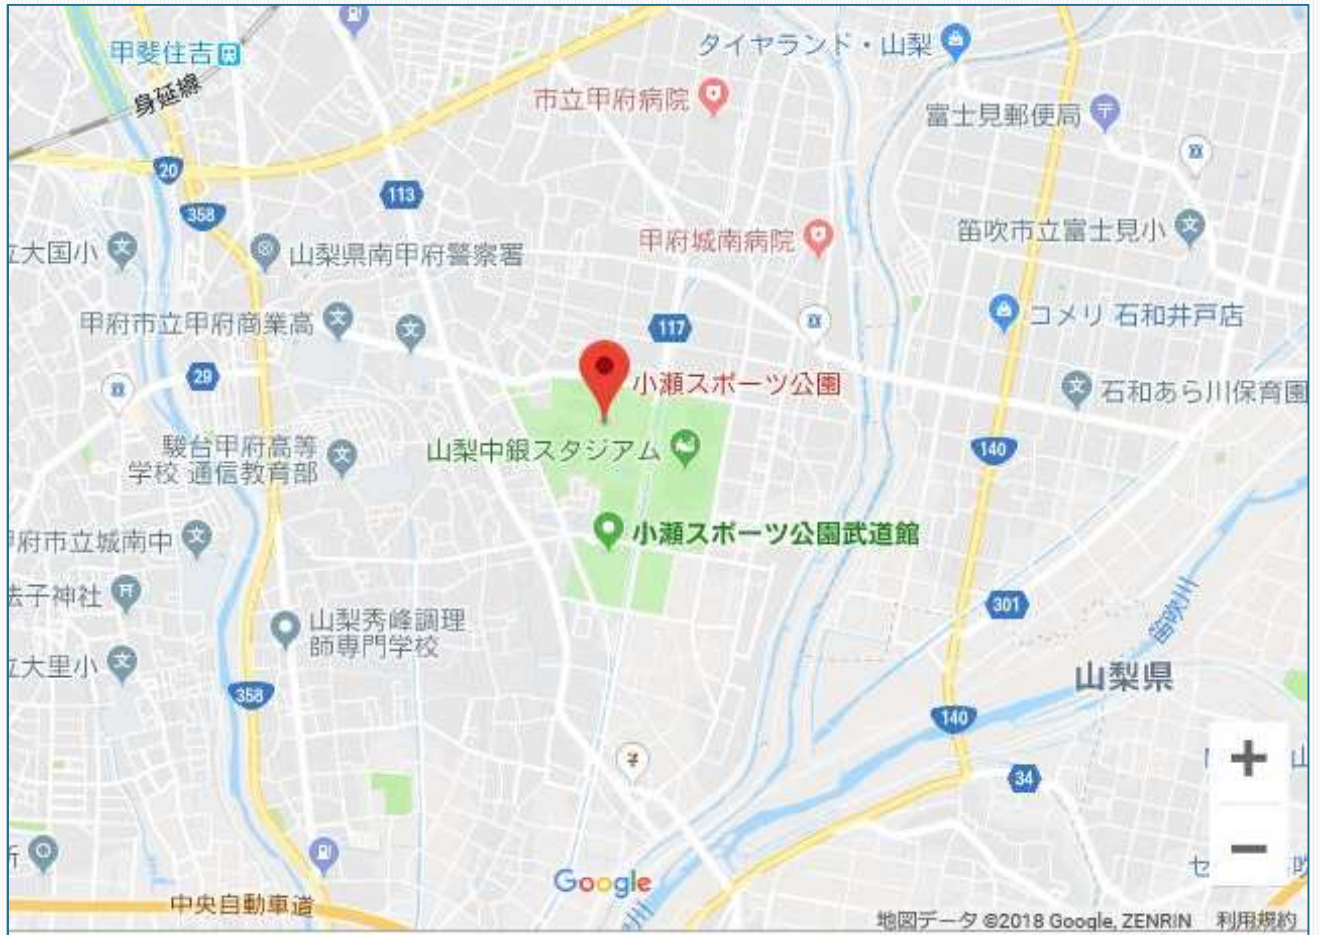 甲斐住吉
身延線
タイヤランド・山梨
市立甲府病院
富士見郵便局
20
113
358
立大国小
山梨県南甲府警察署
甲府城南病院
笛吹市立富士見小
甲府市立甲府商業高
117
コメリ 石和井戸店
29
小瀬スポーツ公園
石和あら川保育園
駿台甲府高等
学校 通信教育部
山梨中銀スタジアム
140
甲府市立城南中
小瀬スポーツ公園武道館
法子神社
山梨秀峰調理
師専門学校
301
笛吹川
立大里小
358
山梨県
140
34
+
−
Google
中央自動車道
地図データ ©2018 Google, ZENRIN
利用規約